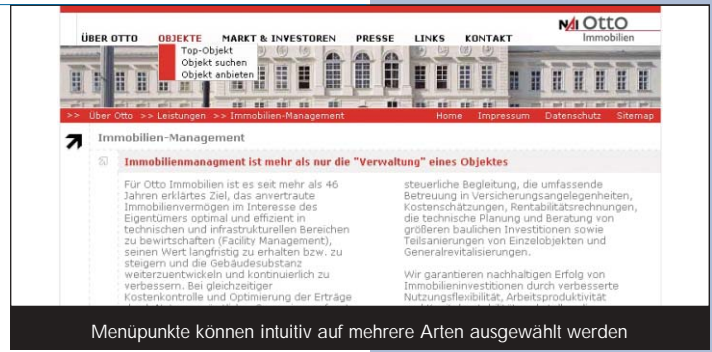 NAI OTTO
Immobilien
ÜBER OTTO OBJEKTE MARKT & INVESTOREN PRESSE LINKS KONTAKT
Top-Objekt
Objekt suchen
Objekt anbieten
>> Über Otto >> Leistungen >> Immobilien-Management Home Impressum Datenschutz Sitemap
Immobilien-Management
Immobilienmanagment ist mehr als nur die "Verwaltung" eines Objektes
Für Otto Immobilien ist es seit mehr als 46
Jahren erklärtes Ziel, das anvertraute
Immobilienvermögen im Interesse des
Eigentümers optimal und effizient in
technischen und infrastrukturellen Bereichen
zu bewirtschaften (Facility Management),
seinen Wert langfristig zu erhalten bzw. zu
steigern und die Gebäudesubstanz
weiterzuentwickeln und kontinuierlich zu
verbessern. Bei gleichzeitiger
Kostenkontrolle und Optimierung der Erträge
steuerliche Begleitung, die umfassende
Betreuung in Versicherungsangelegenheiten,
Kostenschätzungen, Rentabilitätsrechnungen,
die technische Planung und Beratung von
größeren baulichen Investitionen sowie
Teilsanierungen von Einzelobjekten und
Generalrevitalisierungen.
Wir garantieren nachhaltigen Erfolg von
Immobilieninvestitionen durch verbesserte
Nutzungsflexibilität, Arbeitsproduktivität
Menüpunkte können intuitiv auf mehrere Arten ausgewählt werden